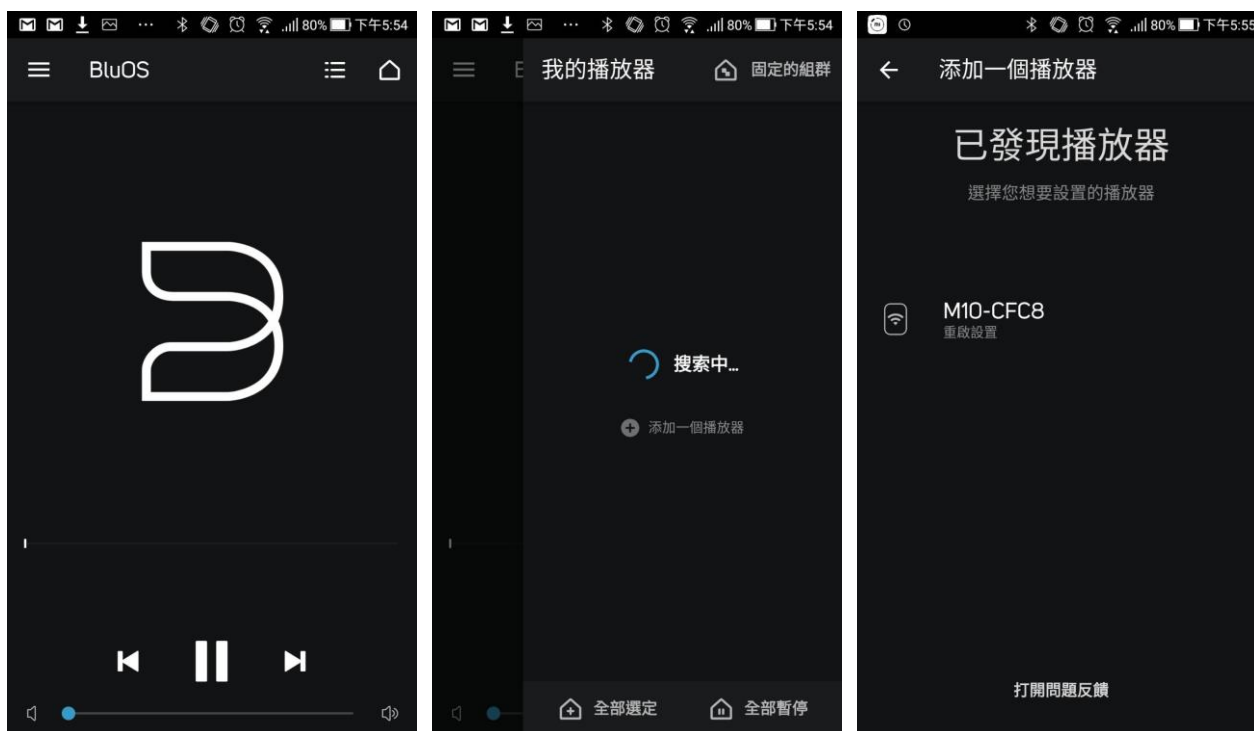 80% 下午5:54
BluOS
80% 下午5:54
E 我的播放器 固定的組群
搜索中...
添加一個播放器
全部選定 全部暫停
80% 下午5:55
添加一個播放器
已發現播放器
選擇您想要設置的播放器
M10-CFC8
重啟設置
打開問題反饋